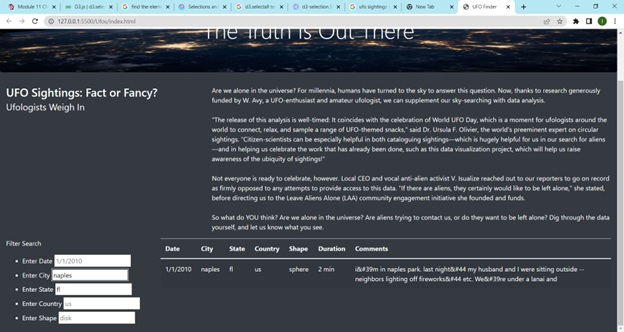 Module 11 C
D3.js | d3.sele
find the elem
Selections an
d3.selectall te
d3-selection.
ufo sightings
New Tab
UFO Finder
127.0.0.1:5500/Ufos/index.html
The Truth Is Out There
UFO Sightings: Fact or Fancy?
Ufologists Weigh In
Are we alone in the universe? For millennia, humans have turned to the sky to answer this question. Now, thanks to research generously
funded by W. Avy, a UFO-enthusiast and amateur ufologist, we can supplement our sky-searching with data analysis.
"The release of this analysis is well-timed: It coincides with the celebration of World UFO Day, which is a moment for ufologists around the
world to connect, relax, and sample a range of UFO-themed snacks," said Dr. Ursula F. Olivier, the world's preeminent expert on circular
sightings. "Citizen-scientists can be especially helpful in both cataloguing sightings—which is hugely helpful for us in our search for aliens
—and in helping us celebrate the work that has already been done, such as this data visualization project, which will help us raise
awareness of the ubiquity of sightings!"
Not everyone is ready to celebrate, however. Local CEO and vocal anti-alien activist V. Isualize reached out to our reporters to go on record
as firmly opposed to any attempts to provide access to this data. "If there are aliens, they certainly would like to be left alone," she stated,
before directing us to the Leave Aliens Alone (LAA) community engagement initiative she founded and funds.
So what do YOU think? Are we alone in the universe? Are aliens trying to contact us, or do they want to be left alone? Dig through the data
yourself, and let us know what you see.
Filter Search
Enter Date 1/1/2010
Enter City naples
Enter State fl
Enter Country us
Enter Shape disk
Date City State Country Shape Duration Comments
1/1/2010 naples fl us sphere 2 min i&#39m in naples park. last night&#44 my husband and I were sitting outside --
neighbors lighting off fireworks&#44 etc. We&#39re under a lanai and